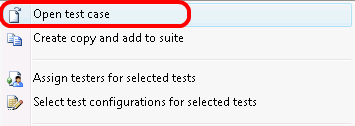 Open test case
Create copy and add to suite
Assign testers for selected tests
Select test configurations for selected tests